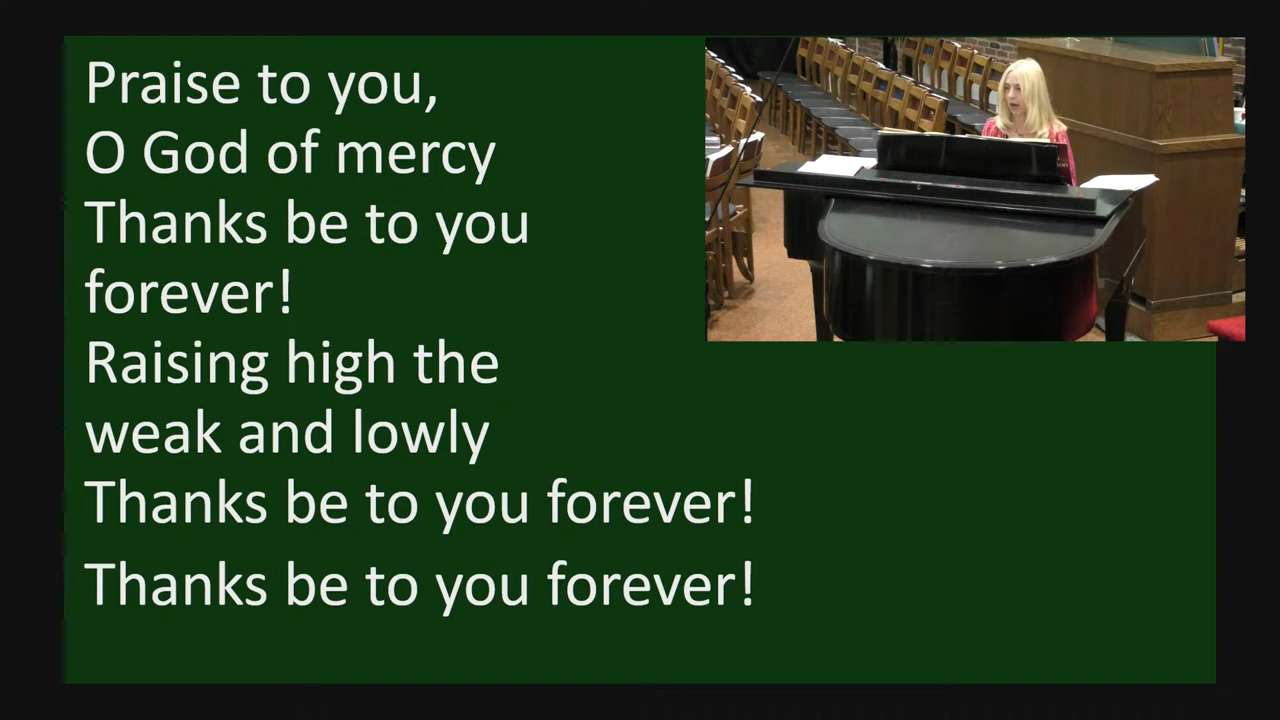 Praise to you,
O God of mercy
Thanks be to you
forever!
Raising high the
weak and lowly
Thanks be to you forever!
Thanks be to you forever!